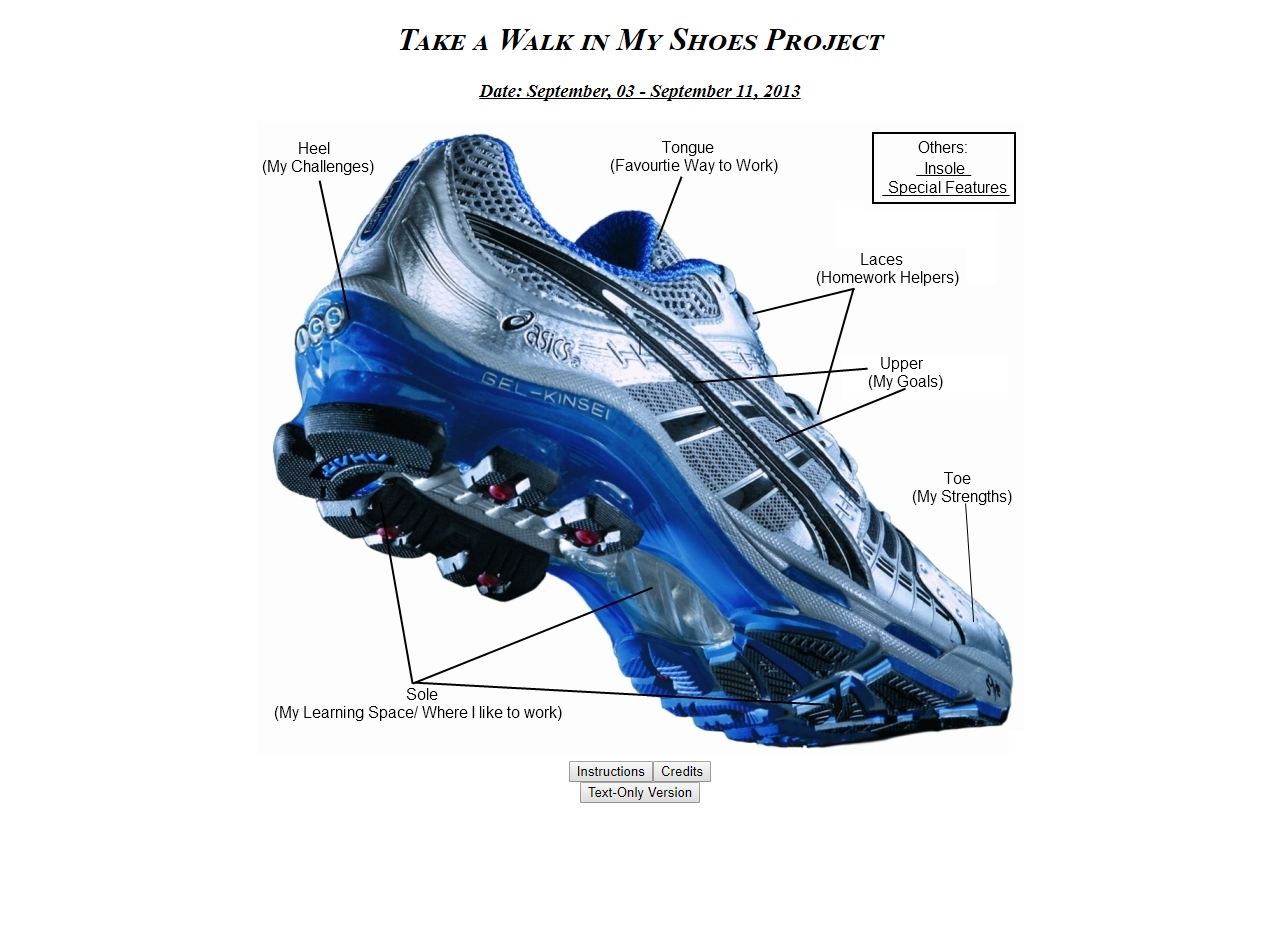 Take a Walk in My Shoes Project
Date: September, 03 - September 11, 2013
Heel
(My Challenges)
Tongue
(Favourtie Way to Work)
Others:
Insole
Special Features
Laces
(Homework Helpers)
IGS
asics
GEL-KINSEI
AHAR
Upper
(My Goals)
Toe
(My Strengths)
Sole
(My Learning Space/ Where I like to work)
Instructions
Credits
Text-Only Version